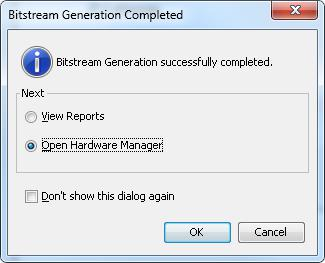 Bitstream Generation Completed
Bitstream Generation successfully completed.
Next
View Reports
Open Hardware Manager
Don't show this dialog again
OK
Cancel